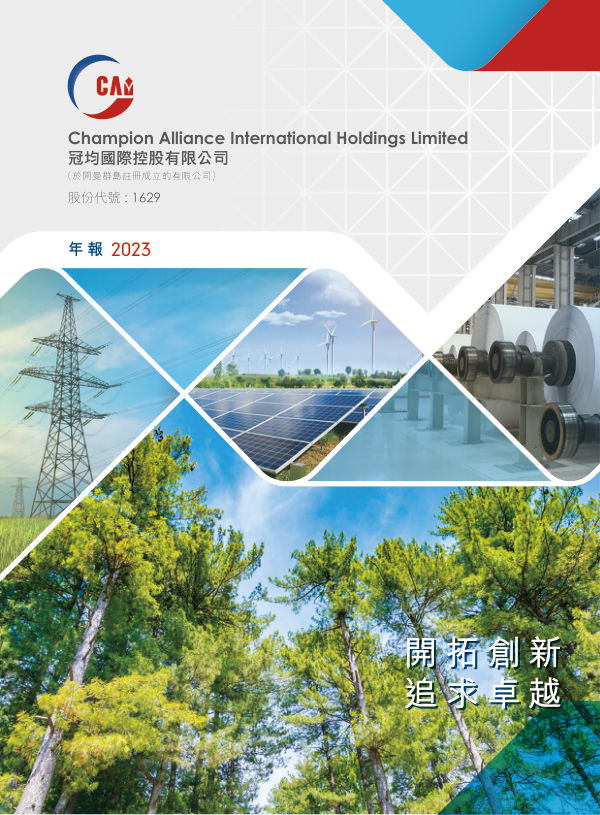 CAM
Champion Alliance International Holdings Limited
冠均國際控股有限公司
（於開曼群島註冊成立的有限公司）
股份代號：1629
年報 2023
開拓創新
追求卓越